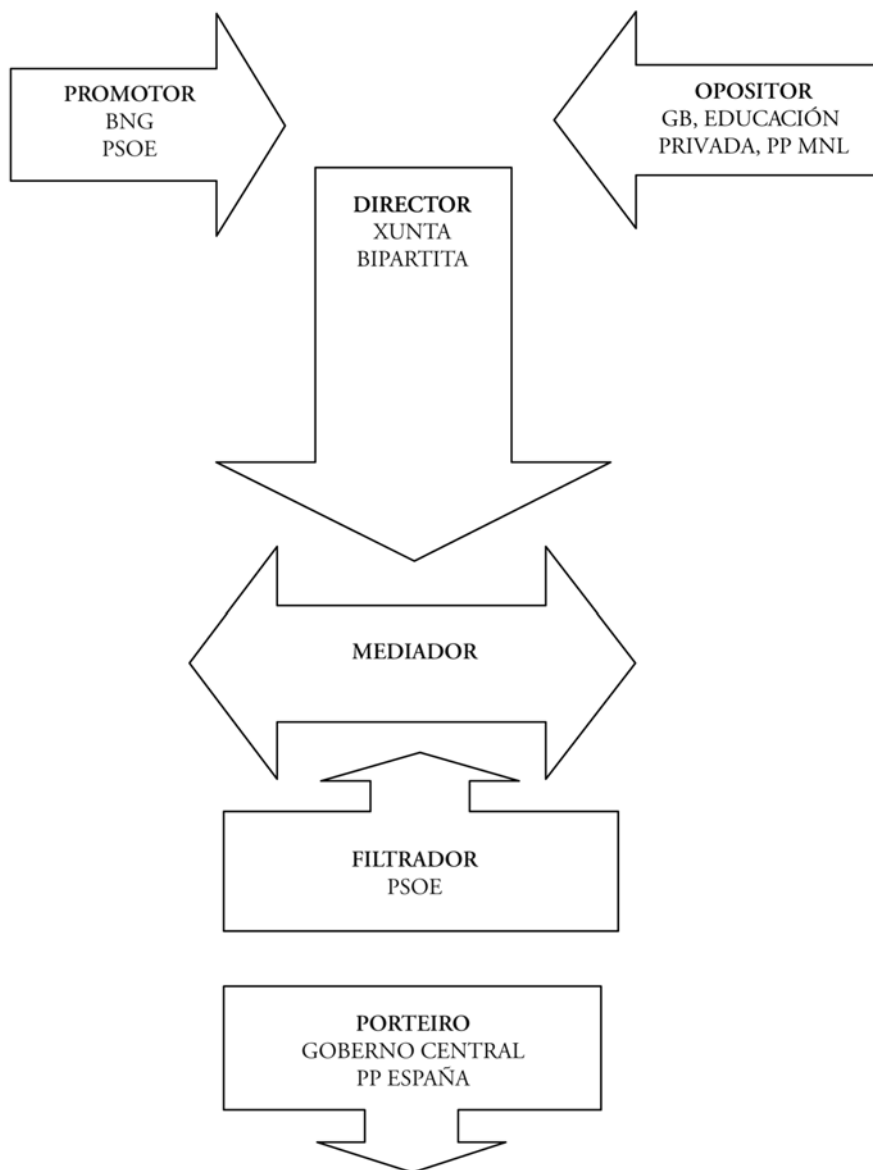 PROMOTOR
BNG
PSOE
OPOSITOR
GB, EDUCACIÓN
PRIVADA, PP MNL
DIRECTOR
XUNTA
BIPARTITA
MEDIADOR
FILTRADOR
PSOE
PORTEIRO
GOBERNO CENTRAL
PP ESPAÑA